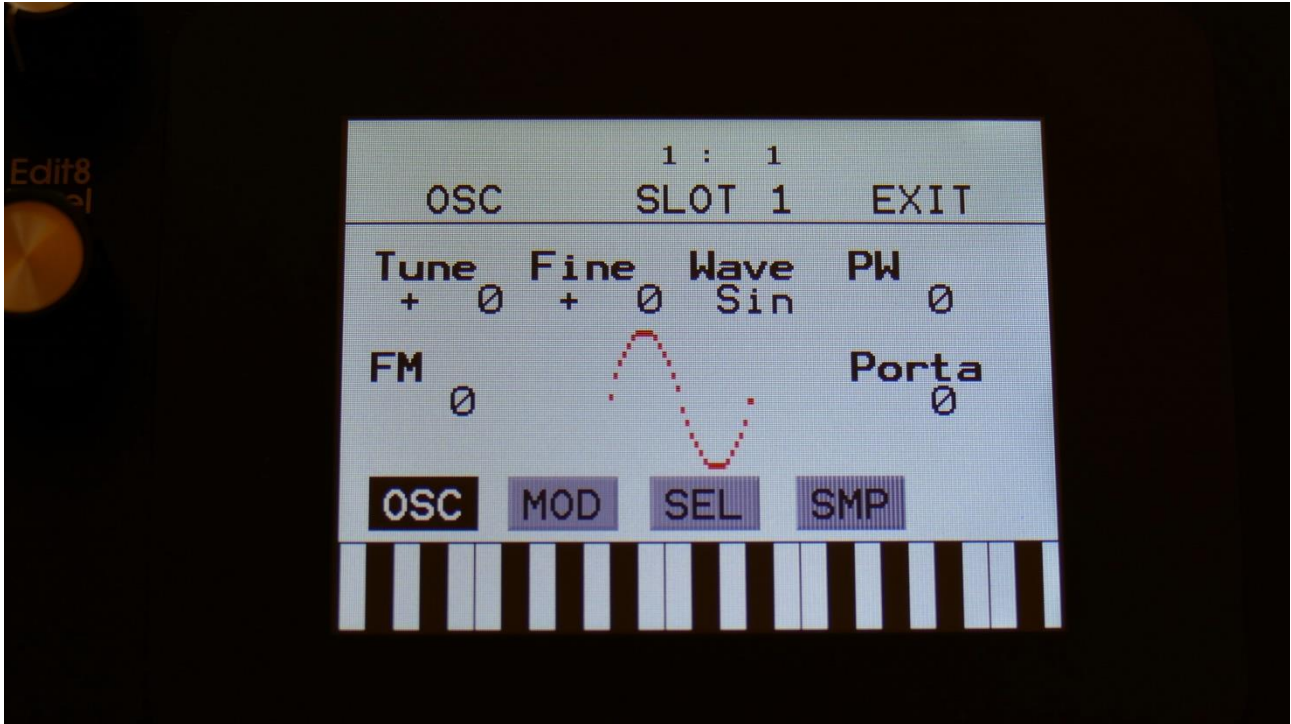 Edit8
1 : 1
OSC SLOT 1 EXIT
Tune Fine Wave PW
+ 0 + 0 Sin 0
FM Porta
0 0
OSC MOD SEL SMP